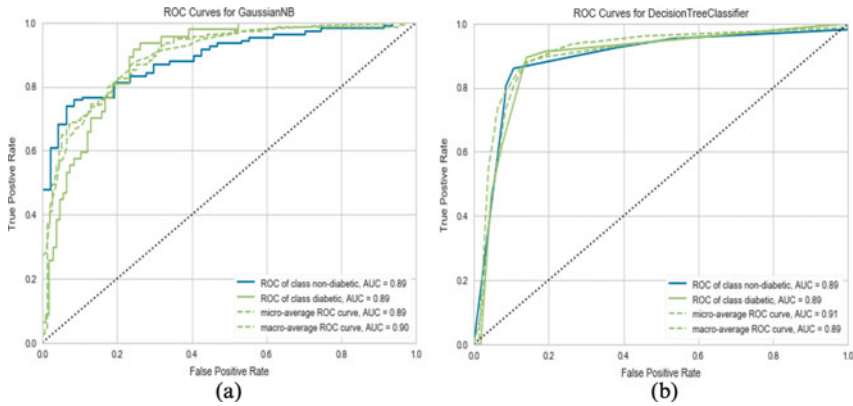 ROC Curves for GaussianNB
1.0
0.8
0.6
0.4
0.2
0.0
True Postive Rate
ROC of class non-diabetic, AUC = 0.89
ROC of class diabetic, AUC = 0.89
micro-average ROC curve, AUC = 0.89
macro-average ROC curve, AUC = 0.90
0.0 0.2 0.4 0.6 0.8 1.0
False Positive Rate
(a)
ROC Curves for DecisionTreeClassifier
1.0
0.8
0.6
0.4
0.2
0.0
True Postive Rate
ROC of class non-diabetic, AUC = 0.89
ROC of class diabetic, AUC = 0.89
micro-average ROC curve, AUC = 0.91
macro-average ROC curve, AUC = 0.89
0.0 0.2 0.4 0.6 0.8 1.0
False Positive Rate
(b)